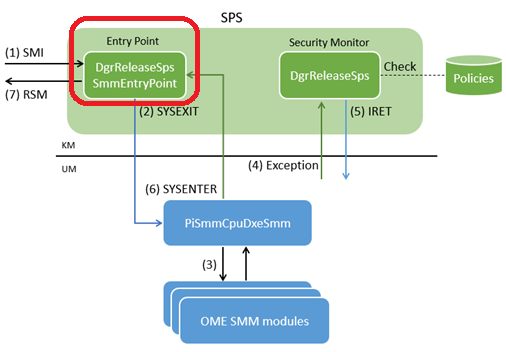 SPS
Entry Point
Security Monitor
(1) SMI
DgrReleaseSps
SmmEntryPoint
DgrReleaseSps
Check
Policies
(7) RSM
(2) SYSEXIT
(5) IRET
KM
UM
(4) Exception
(6) SYSENTER
PiSmmCpuDxeSmm
(3)
OME SMM modules